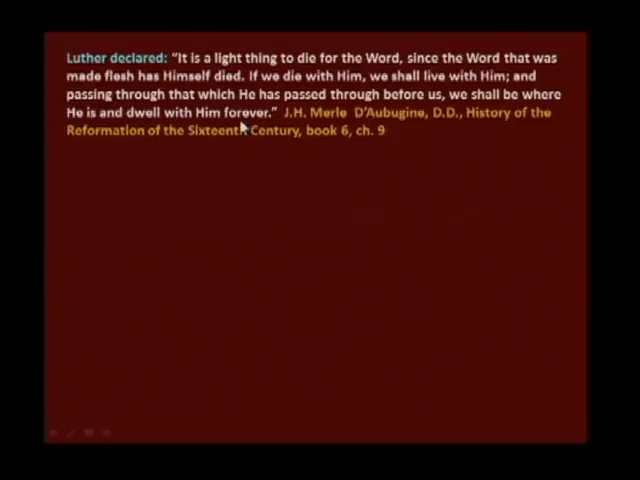 Luther declared: "It is a light thing to die for the Word, since the Word that was
made flesh has Himself died. If we die with Him, we shall live with Him; and
passing through that which He has passed through before us, we shall be where
He is and dwell with Him forever." J.H. Merle D'Aubugine, D.D., History of the
Reformation of the Sixteenth Century, book 6, ch. 9